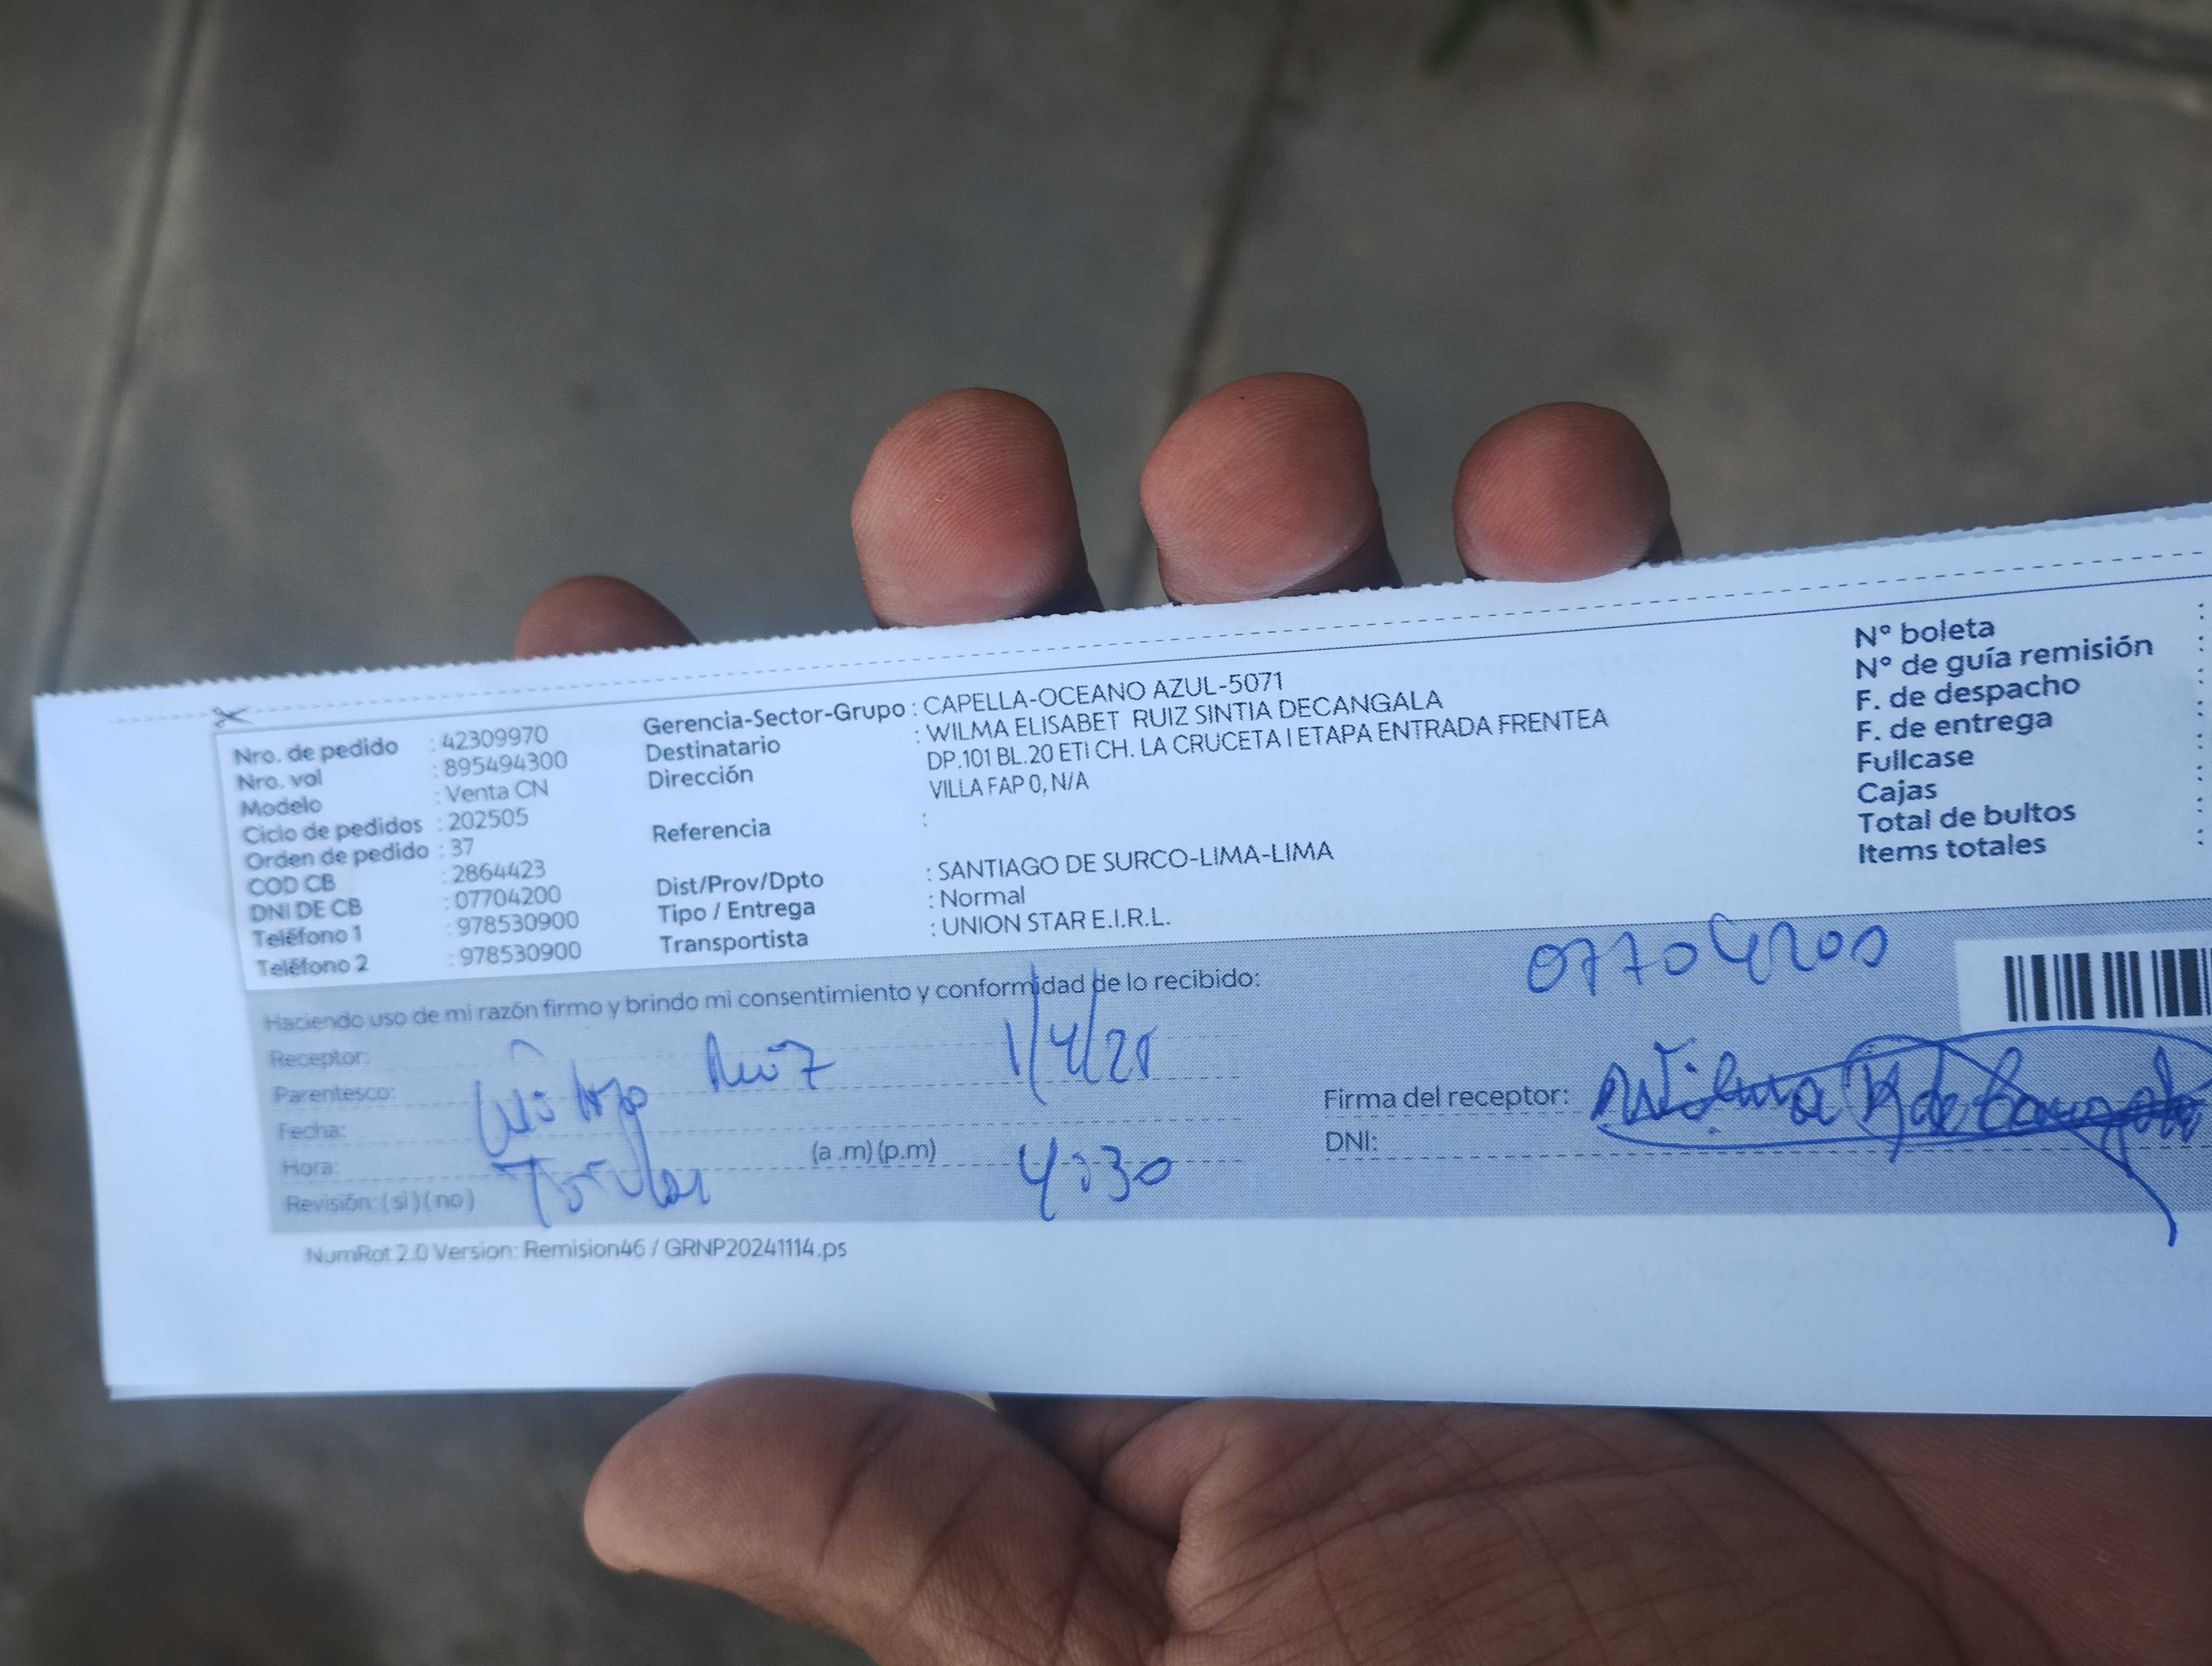 Nro. de pedido : 42309970
Nro. vol : 895494300
Modelo : Venta CN
Ciclo de pedidos : 202505
Orden de pedido : 37
COD CB : 2864423
DNI DE CB : 07704200
Teléfono 1 : 978530900
Teléfono 2 : 978530900
Gerencia-Sector-Grupo : CAPELLA-OCEANO AZUL-5071
Destinatario : WILMA ELISABET RUIZ SINTIA DECANGALA
Dirección DP.101 BL.20 ETI CH. LA CRUCETA I ETAPA ENTRADA FRENTEA
VILLA FAP 0, N/A
Referencia :
Dist/Prov/Dpto : SANTIAGO DE SURCO-LIMA-LIMA
Tipo / Entrega : Normal
Transportista : UNION STAR E.I.R.L.
N° boleta :
N° de guía remisión :
F. de despacho :
F. de entrega :
Fullcase :
Cajas :
Total de bultos :
Items totales :
Haciendo uso de mi razón firmo y brindo mi consentimiento y conformidad de lo recibido:
07704200
Receptor:
Ruiz 1/4/25
Parentesco:
Fecha:
Hora: (a .m) (p.m) 4:30
Revisión: ( si ) ( no )
Titular
Firma del receptor: Wilma R de
DNI:
NumRot 2.0 Version: Remision46 / GRNP20241114.ps